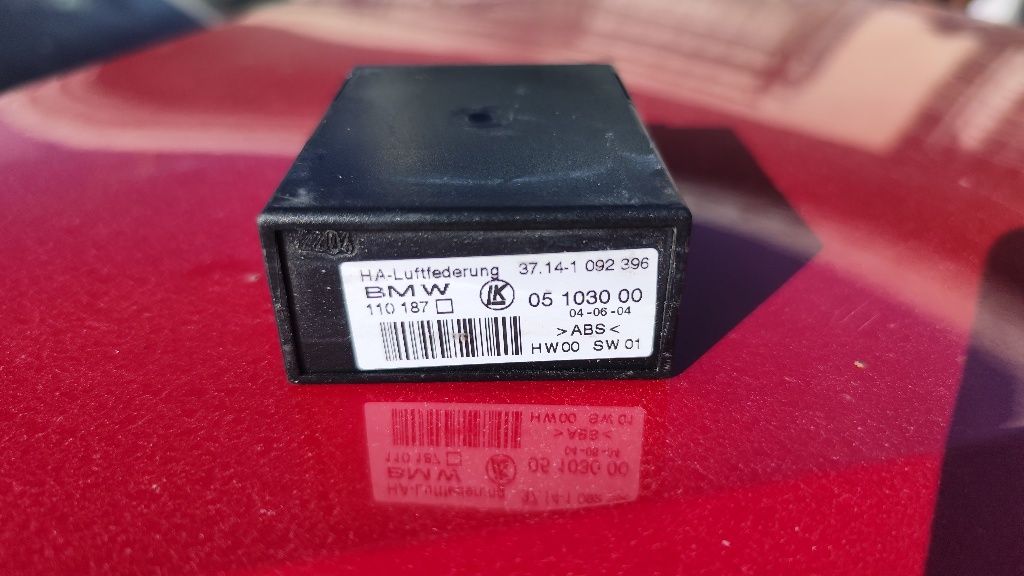 HA-Luftfederung 37.14-1 092 396
BMW LK 05 1030 00
110 187 04-06-04
>ABS<
HW00 SW01